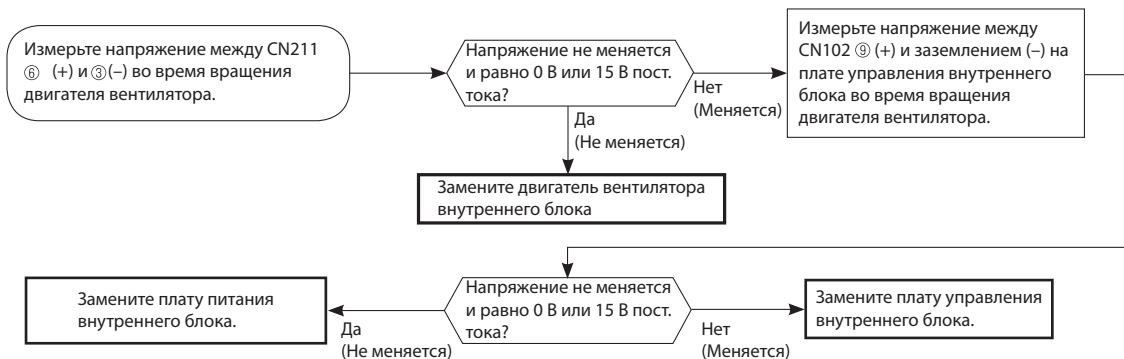 Измерьте напряжение между CN211
⑥ (+) и ③(–) во время вращения
двигателя вентилятора.
Напряжение не меняется
и равно 0 В или 15 В пост.
тока?
Нет
(Меняется)
Да
(Не меняется)
Измерьте напряжение между
CN102 ⑨ (+) и заземлением (–) на
плате управления внутреннего
блока во время вращения
двигателя вентилятора.
Замените двигатель вентилятора
внутреннего блока
Напряжение не меняется
и равно 0 В или 15 В пост.
тока?
Да
(Не меняется)
Нет
(Меняется)
Замените плату питания
внутреннего блока.
Замените плату управления
внутреннего блока.